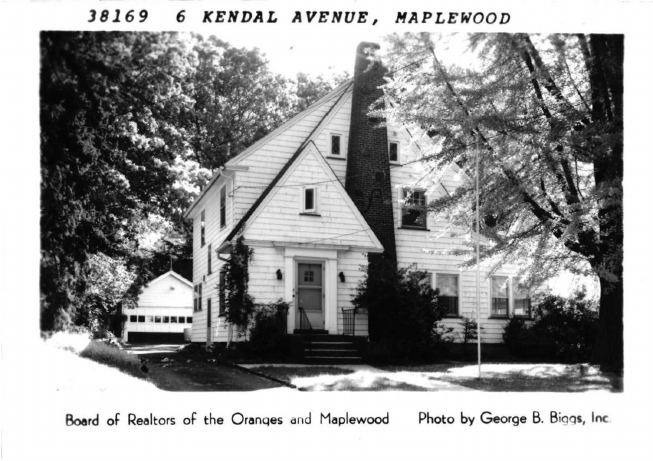 38169 6 KENDAL AVENUE, MAPLEWOOD
Board of Realtors of the Oranges and Maplewood Photo by George B. Biggs, Inc.